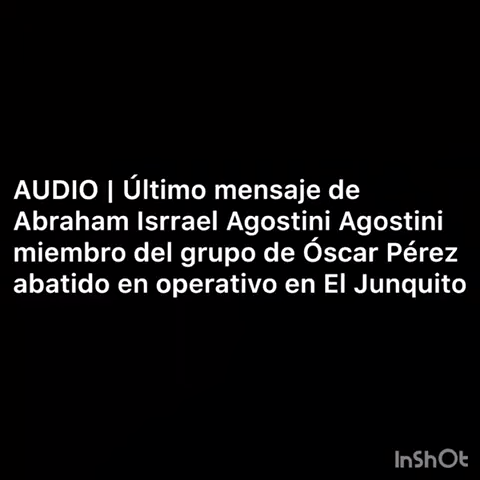 AUDIO | Último mensaje de
Abraham Isrrael Agostini Agostini
miembro del grupo de Óscar Pérez
abatido en operativo en El Junquito
InShOt